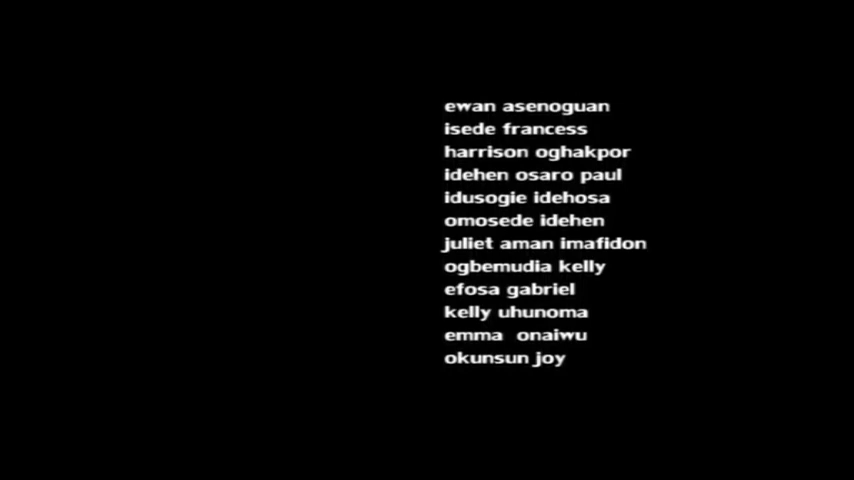 ewan asenoguan
isede francess
harrison oghakpor
idehen osaro paul
idusogie idehosa
omosede idehen
juliet aman imafidon
ogbemudia kelly
efosa gabriel
kelly uhunoma
emma  onaiwu
okunsun joy